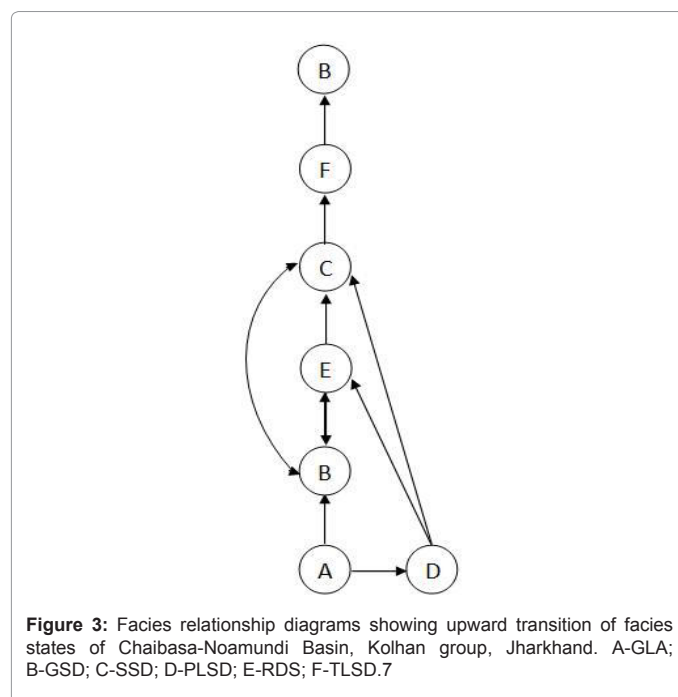 B
F
C
E
B
A D
Figure 3: Facies relationship diagrams showing upward transition of facies
states of Chaibasa-Noamundi Basin, Kolhan group, Jharkhand. A-GLA;
B-GSD; C-SSD; D-PLSD; E-RDS; F-TLSD.7